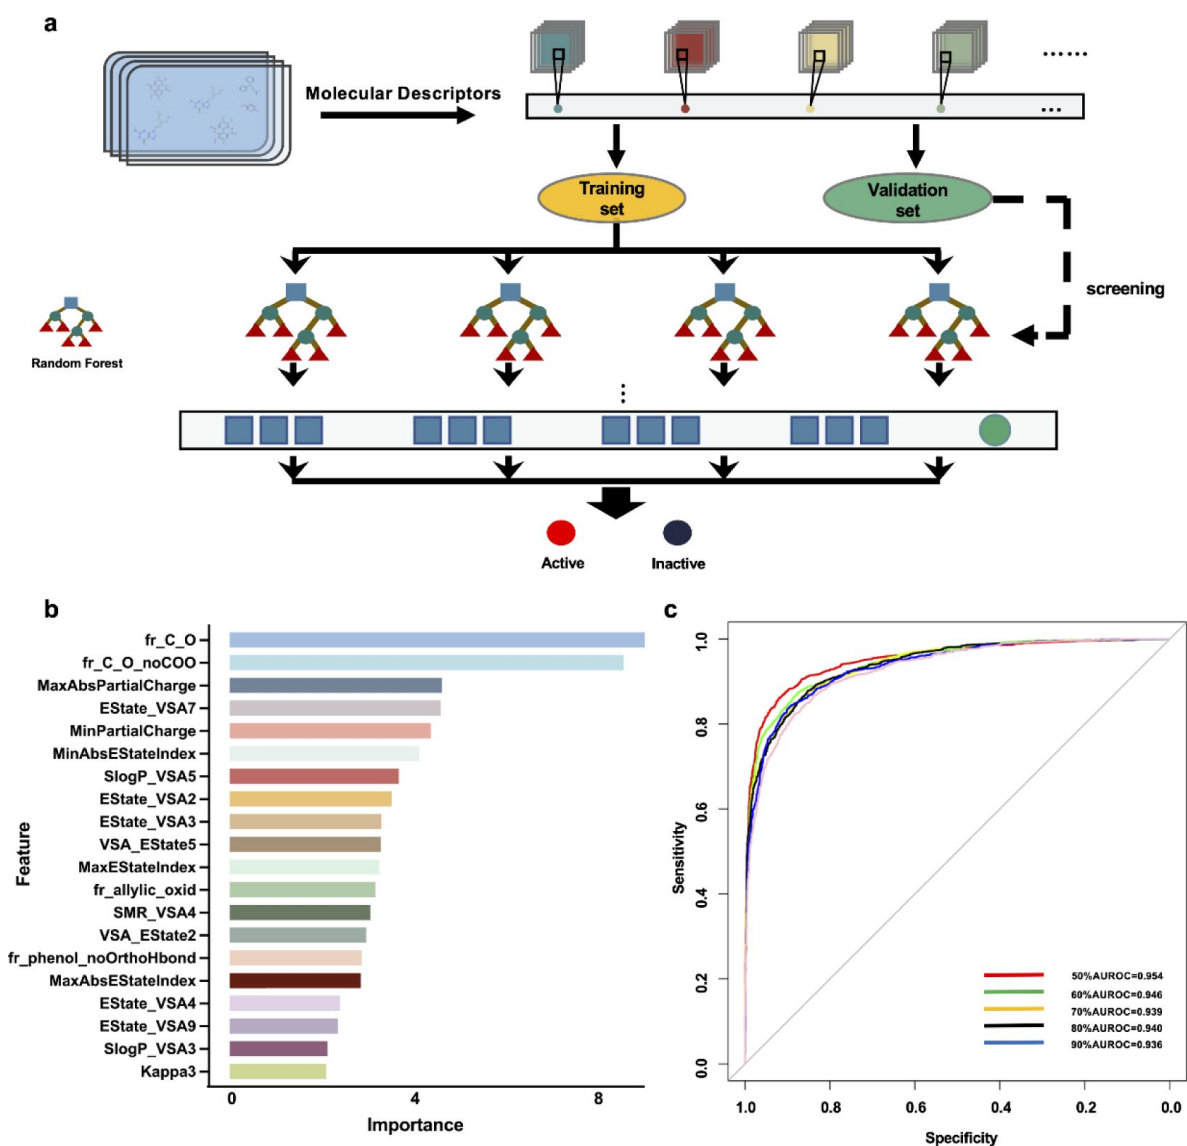 a
Molecular Descriptors
......
...
Training
set
Validation
set
screening
Random Forest
...
Active
Inactive
b
fr_C_O
fr_C_O_noCOO
MaxAbsPartialCharge
EState_VSA7
MinPartialCharge
MinAbsEStateIndex
SlogP_VSA5
EState_VSA2
EState_VSA3
VSA_EState5
MaxEStateIndex
fr_allylic_oxid
SMR_VSA4
VSA_EState2
fr_phenol_noOrthoHbond
MaxAbsEStateIndex
EState_VSA4
EState_VSA9
SlogP_VSA3
Kappa3
Feature
0 4 8
Importance
c
1.0
0.8
0.6
0.4
0.2
0.0
Sensitivity
50%AUROC=0.954
60%AUROC=0.946
70%AUROC=0.939
80%AUROC=0.940
90%AUROC=0.936
1.0 0.8 0.6 0.4 0.2 0.0
Specificity